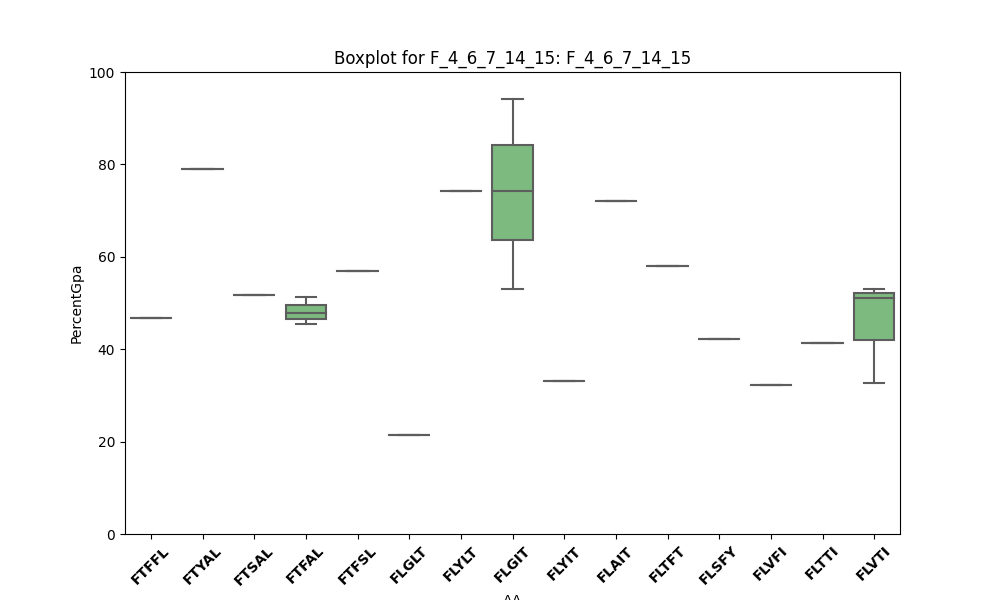 Boxplot for F_4_6_7_14_15: F_4_6_7_14_15
PercentGpa
100
80
60
40
20
0
FTFFL
FTYAL
FTSAL
FTFAL
FTFSL
FLGLT
FLYLT
FLGIT
FLYIT
FLAIT
FLTFT
FLSFY
FLVFI
FLTTI
FLVTI
AA